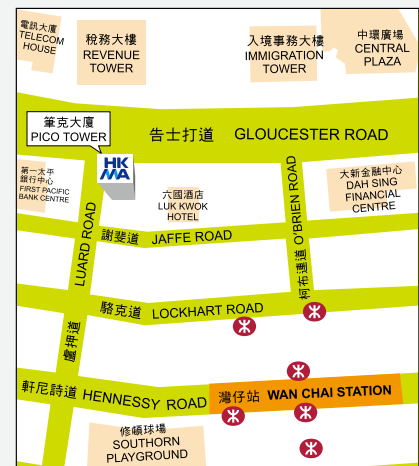 電訊大廈
TELECOM
HOUSE
稅務大樓
REVENUE
TOWER
入境事務大樓
IMMIGRATION
TOWER
中環廣場
CENTRAL
PLAZA
筆克大廈
PICO TOWER
告士打道 GLOUCESTER ROAD
HK
MA
第一太平
銀行中心
FIRST PACIFIC
BANK CENTRE
六國酒店
LUK KWOK
HOTEL
大新金融中心
DAH SING
FINANCIAL
CENTRE
柯布連道 O'BRIEN ROAD
盧押道 LUARD ROAD
謝斐道 JAFFE ROAD
駱克道 LOCKHART ROAD
軒尼詩道 HENNESSY ROAD
灣仔站 WAN CHAI STATION
修頓球場
SOUTHORN
PLAYGROUND